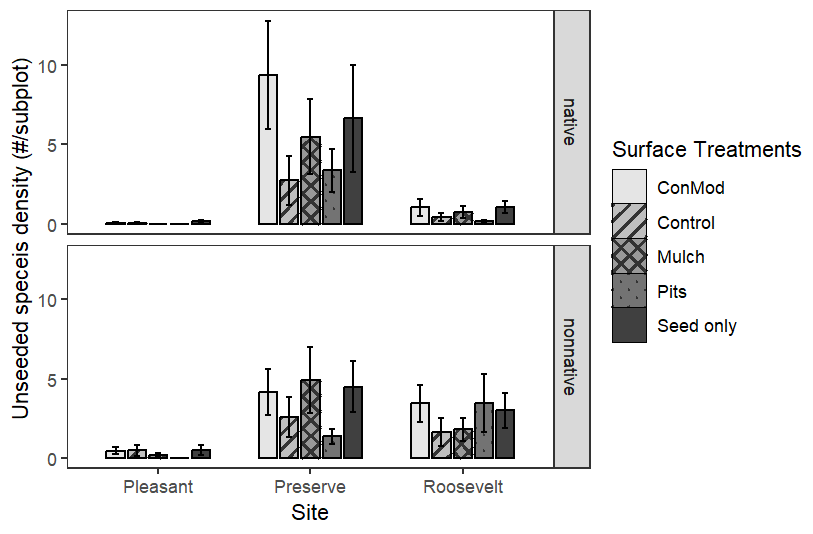 Unseeded speceis density (#/subplot)
10
5
0
native
10
5
0
nonnative
Pleasant Preserve Roosevelt
Site
Surface Treatments
ConMod
Control
Mulch
Pits
Seed only